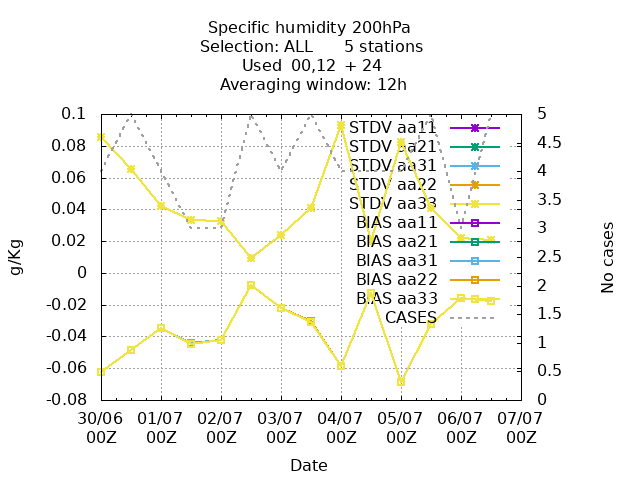 Specific humidity 200hPa
Selection: ALL 5 stations
Used 00,12 + 24
Averaging window: 12h
0.1
0.08
0.06
0.04
0.02
0
-0.02
-0.04
-0.06
-0.08
g/Kg
STDV aa11
STDV aa21
STDV aa31
STDV aa22
STDV aa33
BIAS aa11
BIAS aa21
BIAS aa31
BIAS aa22
BIAS aa33
CASES
5
4.5
4
3.5
3
2.5
2
1.5
1
0.5
0
No cases
30/06 01/07 02/07 03/07 04/07 05/07 06/07 07/07
00Z 00Z 00Z 00Z 00Z 00Z 00Z 00Z
Date